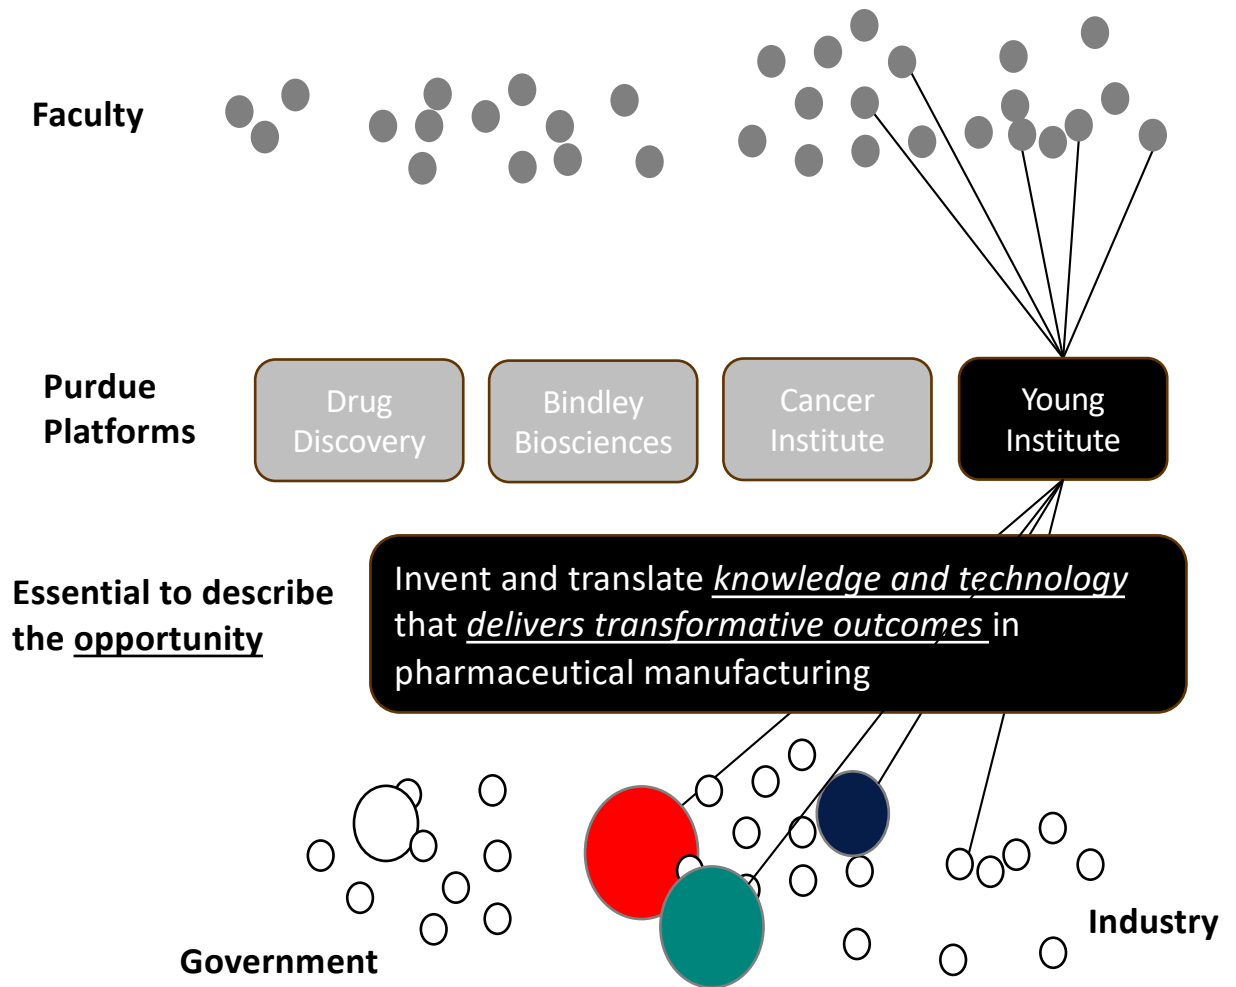 Faculty
Purdue
Platforms
Drug
Discovery
Bindley
Biosciences
Cancer
Institute
Young
Institute
Essential to describe
the opportunity
Invent and translate knowledge and technology
that delivers transformative outcomes in
pharmaceutical manufacturing
Industry
Government